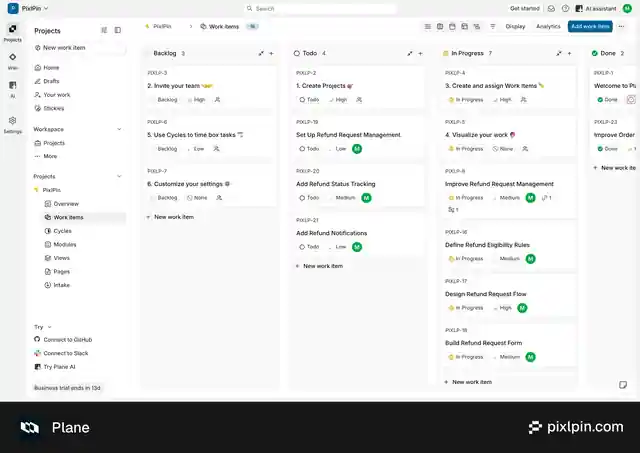 PixlPin
Search
Get started
AI assistant
M
Projects
Wiki
AI
Settings
Projects
New work item
Home
Drafts
Your work
Stickies
Workspace
Projects
More
Projects
PixlPin
Overview
Work items
Cycles
Modules
Views
Pages
Intake
Try
Connect to GitHub
Connect to Slack
Try Plane AI
Business trial ends in 13d
PixlPin
Work items
Display
Analytics
Add work item
Backlog 3
PIXLP-3
2. Invite your team
Backlog High
PIXLP-6
5. Use Cycles to time box tasks
Backlog Low
PIXLP-7
6. Customize your settings
Backlog None
New work item
Todo 4
PIXLP-2
1. Create Projects
Todo High
PIXLP-19
Set Up Refund Request Management
Todo Low M
PIXLP-20
Add Refund Status Tracking
Todo Medium M
PIXLP-21
Add Refund Notifications
Todo Low M
New work item
In Progress 7
PIXLP-4
3. Create and assign Work items
In Progress High
PIXLP-5
4. Visualize your work
In Progress None
PIXLP-8
Improve Refund Request Management
In Progress Medium M 1
1
PIXLP-16
Define Refund Eligibility Rules
In Progress Medium M
PIXLP-17
Design Refund Request Flow
In Progress High M
PIXLP-18
Build Refund Request Form
In Progress Medium M
New work item
Done 2
PIXLP-1
Welcome to Pla
Done
PIXLP-23
Improve Order
Done
New work item
Plane
pixlpin.com